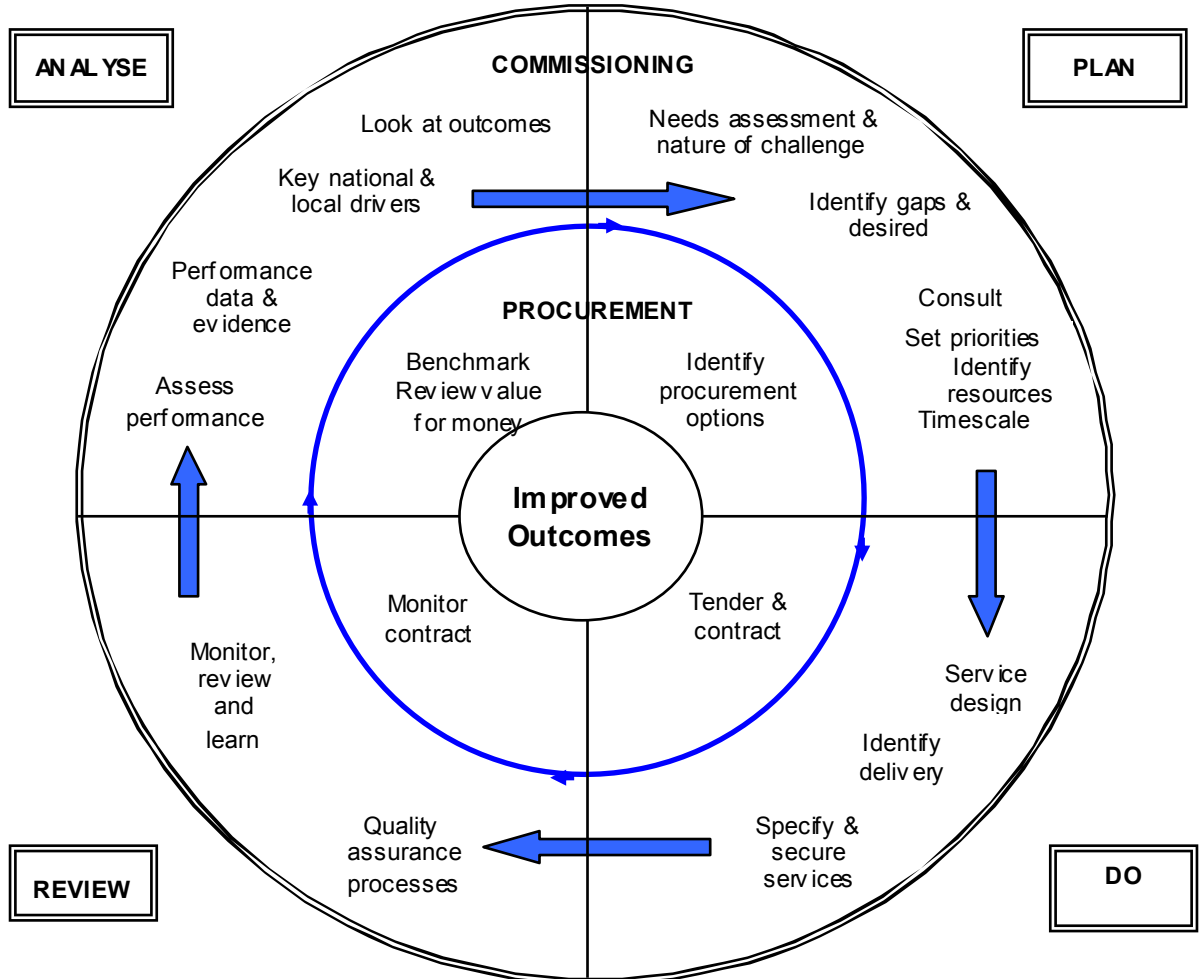 ANALYSE
PLAN
COMMISSIONING
Look at outcomes
Needs assessment &
nature of challenge
Key national &
local drivers
Identify gaps &
desired
Performance
data &
evidence
Consult
Set priorities
Identify
resources
Timescale
Assess
performance
PROCUREMENT
Benchmark
Review value
for money
Identify
procurement
options
Improved
Outcomes
Monitor
contract
Tender &
contract
Monitor,
review
and
learn
Service
design
Identify
delivery
Quality
assurance
processes
Specify &
secure
services
REVIEW
DO